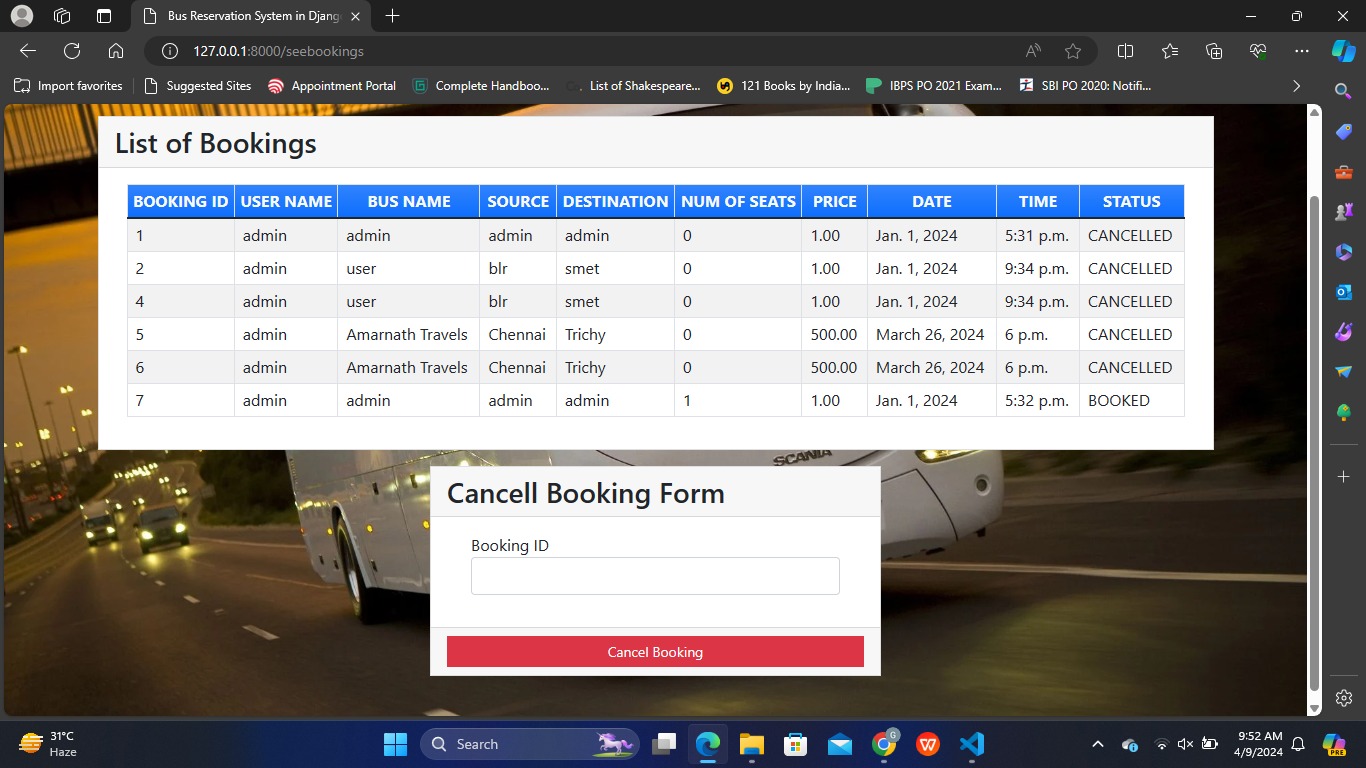 Bus Reservation System in Djang
127.0.0.1:8000/seebookings
Import favorites
Suggested Sites
Appointment Portal
Complete Handboo...
List of Shakespeare...
121 Books by India...
IBPS PO 2021 Exam...
SBI PO 2020: Notifi...
List of Bookings
BOOKING ID USER NAME BUS NAME SOURCE DESTINATION NUM OF SEATS PRICE DATE TIME STATUS
1 admin admin admin admin 0 1.00 Jan. 1, 2024 5:31 p.m. CANCELLED
2 admin user blr smet 0 1.00 Jan. 1, 2024 9:34 p.m. CANCELLED
4 admin user blr smet 0 1.00 Jan. 1, 2024 9:34 p.m. CANCELLED
5 admin Amarnath Travels Chennai Trichy 0 500.00 March 26, 2024 6 p.m. CANCELLED
6 admin Amarnath Travels Chennai Trichy 0 500.00 March 26, 2024 6 p.m. CANCELLED
7 admin admin admin admin 1 1.00 Jan. 1, 2024 5:32 p.m. BOOKED
SCANIA
Cancell Booking Form
Booking ID
Cancel Booking
31°C
Haze
Search
G
9:52 AM
4/9/2024
PRE